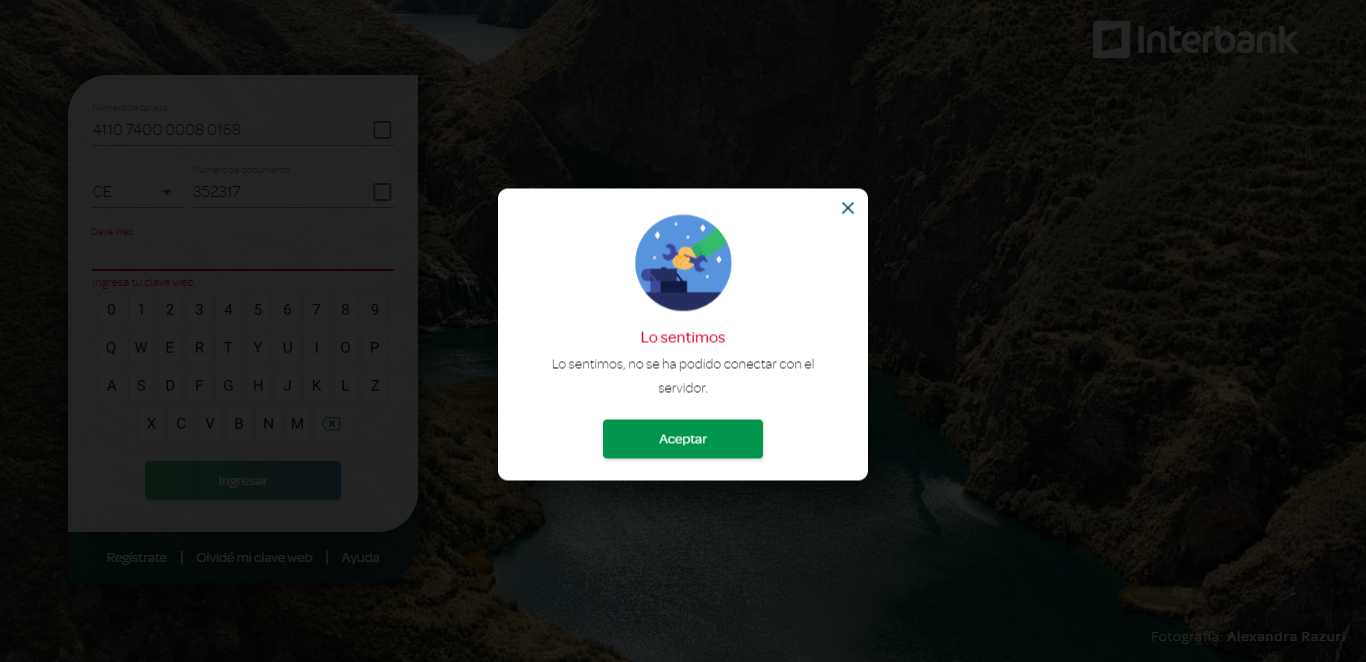 Interbank
Número de tarjeta
4110 7400 0008 0168
Número de documento
CE 352317
Clave Web
Ingresa tu clave web.
0 1 2 3 4 5 6 7 8 9
Q W E R T Y U I O P
A S D F G H J K L Z
X C V B N M
Ingresar
Regístrate | Olvidé mi clave web | Ayuda
Lo sentimos
Lo sentimos, no se ha podido conectar con el
servidor.
Aceptar
Fotografía: Alexandra Razuri